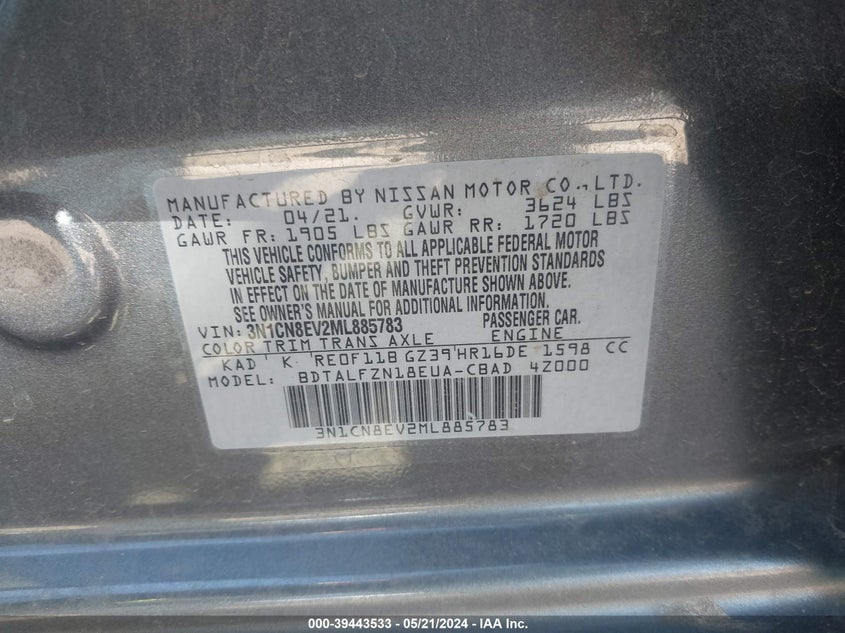 MANUFACTURED BY NISSAN MOTOR CO., LTD.
DATE: 04/21. GVWR: 3624 LBS
GAWR FR: 1905 LBS GAWR RR: 1720 LBS
THIS VEHICLE CONFORMS TO ALL APPLICABLE FEDERAL MOTOR
VEHICLE SAFETY, BUMPER AND THEFT PREVENTION STANDARDS
IN EFFECT ON THE DATE OF MANUFACTURE SHOWN ABOVE.
SEE OWNER'S MANUAL FOR ADDITIONAL INFORMATION.
VIN: 3N1CN8EV2ML885783 PASSENGER CAR.
COLOR TRIM TRANS AXLE ENGINE
KAD K RE0F11B GZ39 HR16DE 1598 CC
MODEL: BDTALFZN18EUA-CBAD 4Z000
3N1CN8EV2ML885783
000-39443533 / 05/21/2024 - IAA Inc.